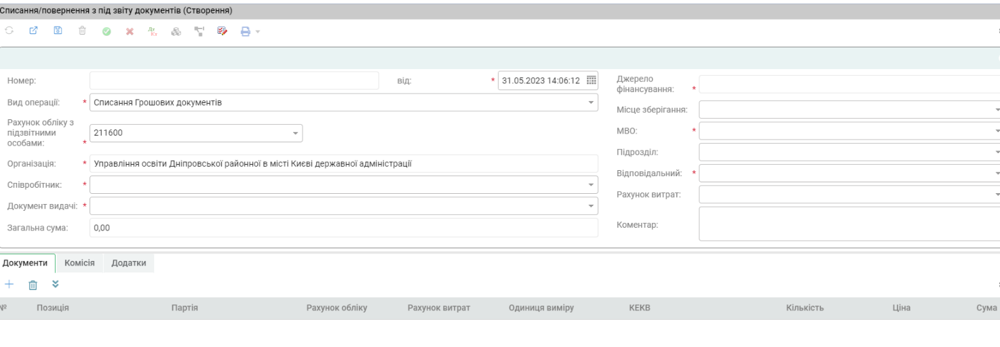 Списання/повернення з під звіту документів (Створення)
Номер:
від:
* 31.05.2023 14:06:12
Вид операції: * Списання Грошових документів
Рахунок обліку з
підзвітними
особами: *
211600
Організація: * Управління освіти Дніпровської районної в місті Києві державної адміністрації
Співробітник: *
Документ видачі: *
Загальна сума: 0,00
Джерело
фінансування: *
Місце зберігання:
МВО: *
Підрозділ:
Відповідальний: *
Рахунок витрат:
Коментар:
Документи Комісія Додатки
№ Позиція Партія Рахунок обліку Рахунок витрат Одиниця виміру КЕКВ Кількість Ціна Сума